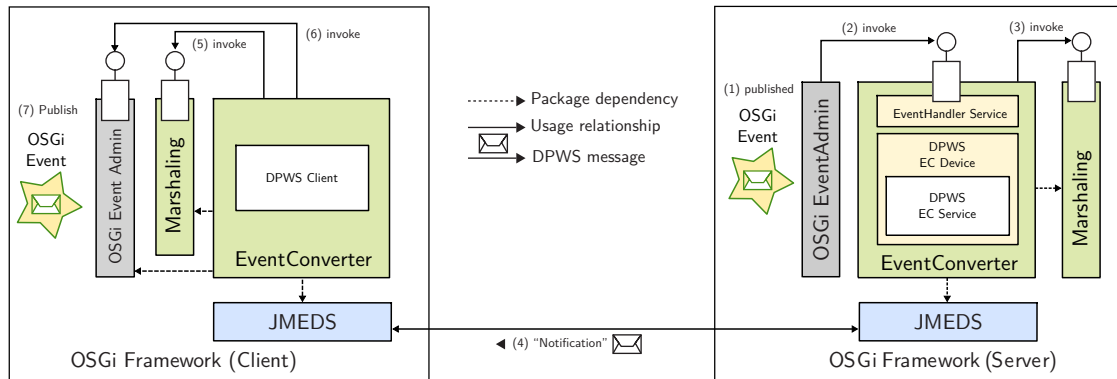 (6) invoke
(5) invoke
(7) Publish
OSGi
Event
OSGi Event Admin
Marshaling
DPWS Client
EventConverter
JMEDS
OSGi Framework (Client)
Package dependency
Usage relationship
DPWS message
(4) “Notification”
(2) invoke
(3) invoke
(1) published
OSGi
Event
OSGi EventAdmin
EventHandler Service
DPWS
EC Device
DPWS
EC Service
EventConverter
Marshaling
JMEDS
OSGi Framework (Server)